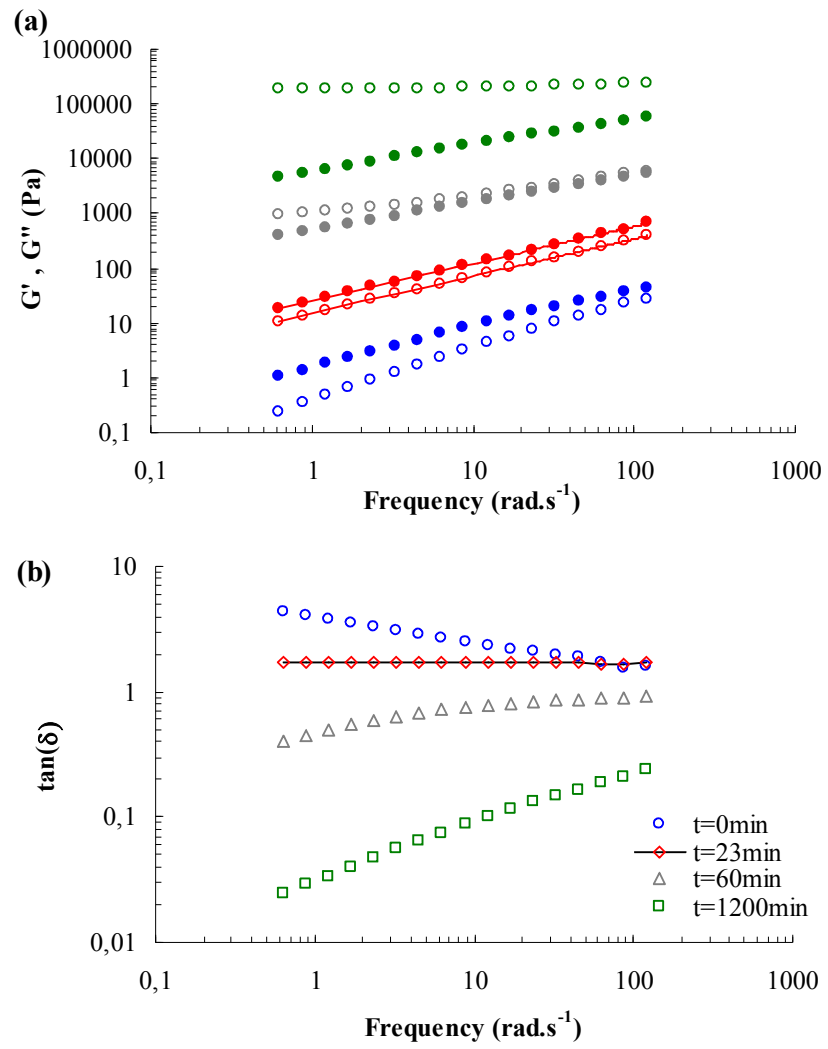 (a)
1000000
100000
10000
1000
100
10
1
0,1
G' , G" (Pa)
0,1
1
10
100
1000
Frequency (rad.s⁻¹)
(b)
10
1
0,1
0,01
tan(δ)
t=0min
t=23min
t=60min
t=1200min
0,1
1
10
100
1000
Frequency (rad.s⁻¹)